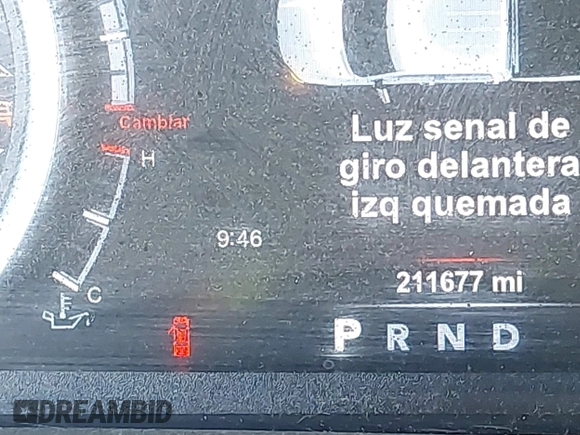 Cambiar
H
C
9:46
Luz senal de
giro delantera
izq quemada
211677 mi
P R N D
DREAMBID